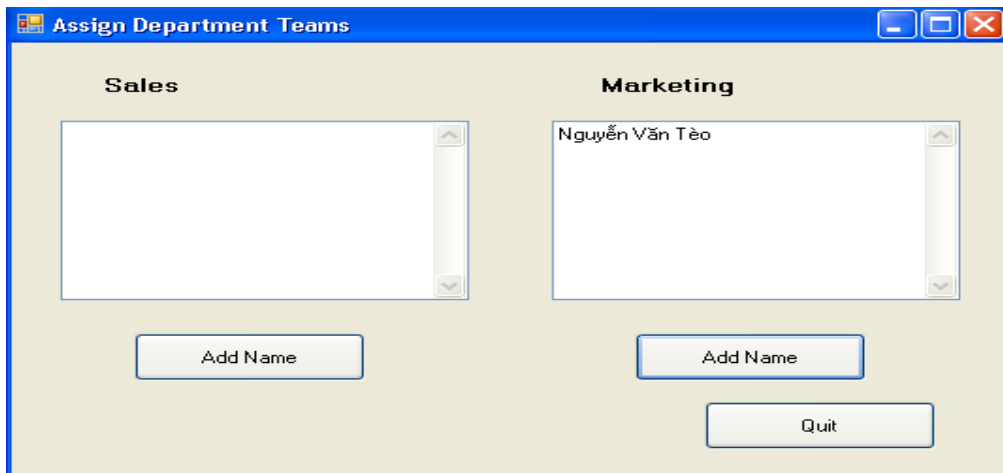 Assign Department Teams
Sales
Marketing
Nguyễn Văn Tèo
Add Name
Add Name
Quit